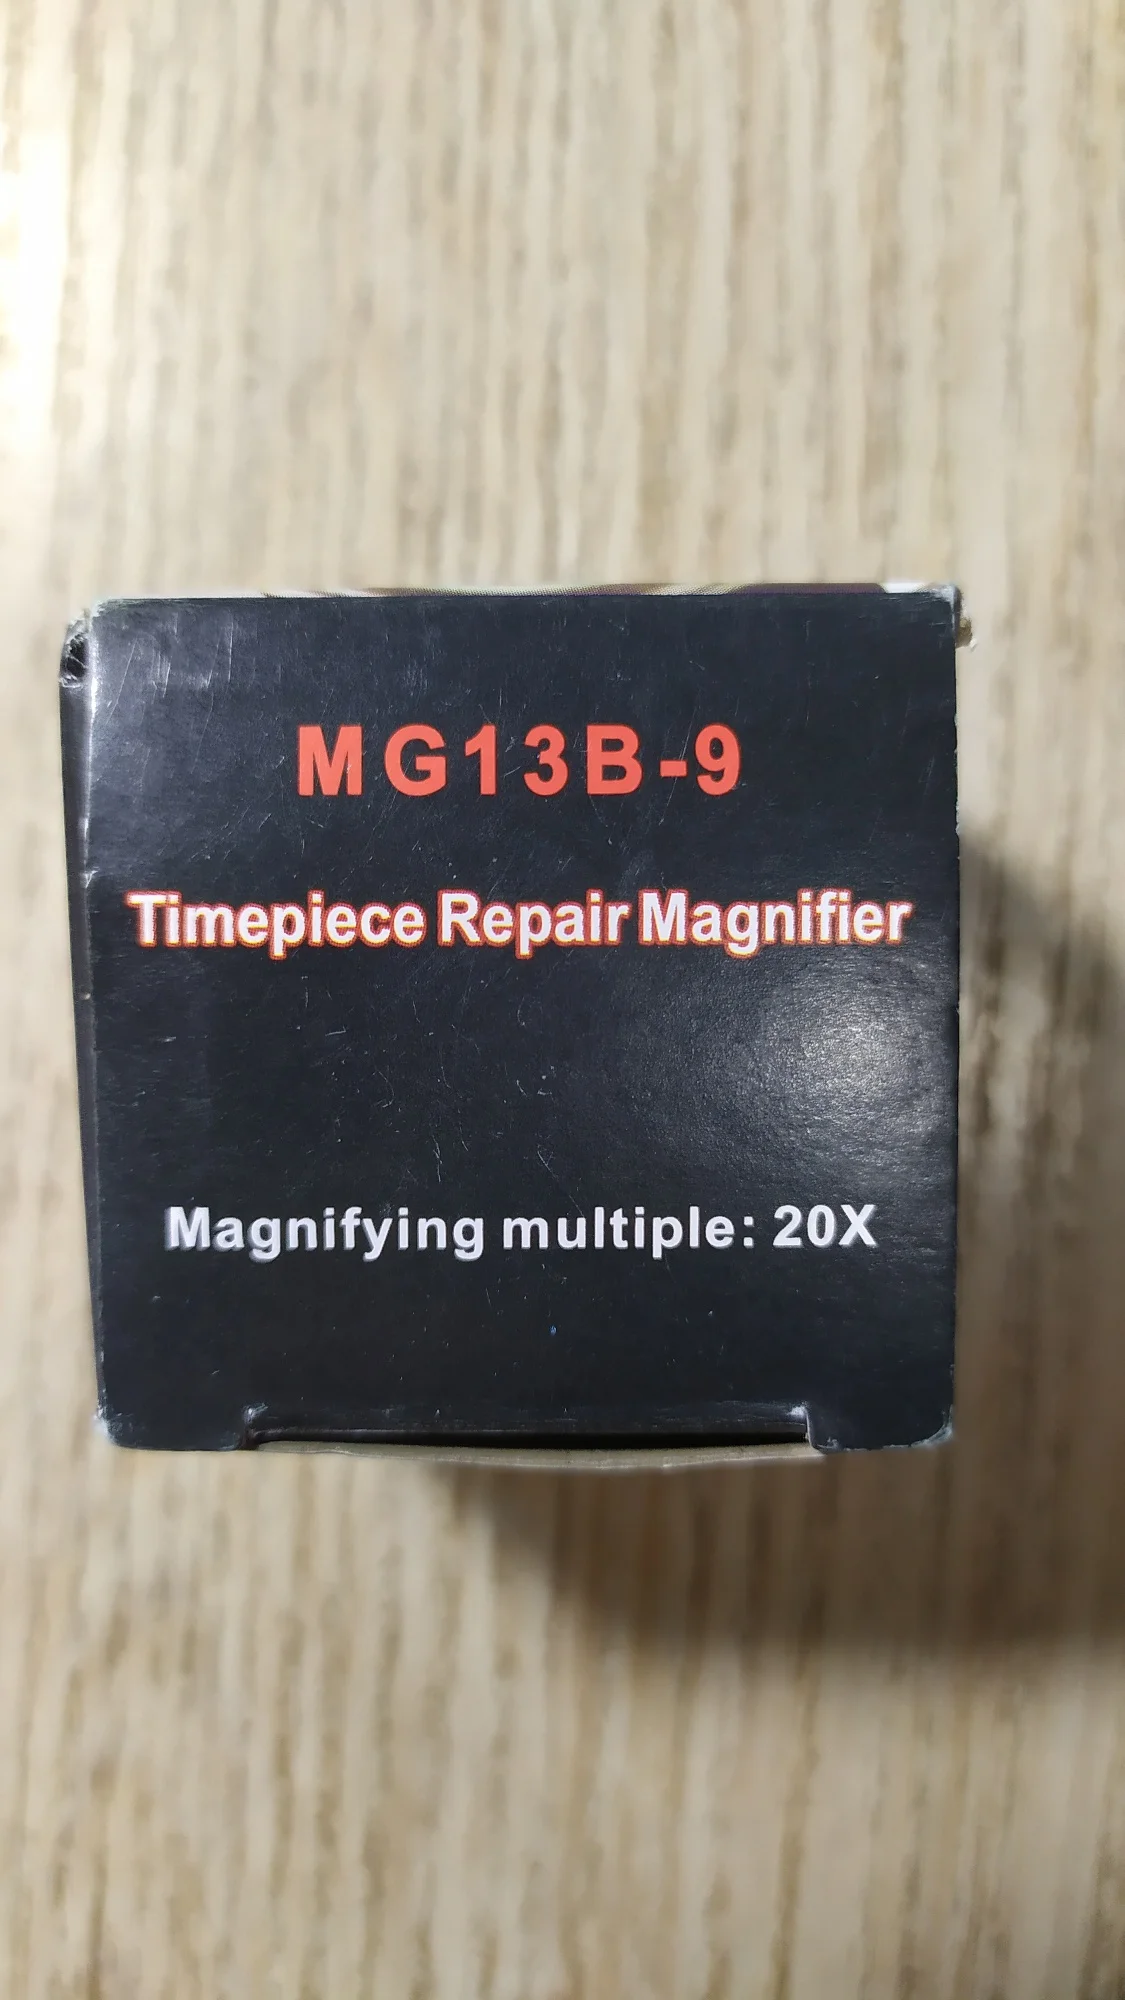 MG13B-9
Timepiece Repair Magnifier
Magnifying multiple: 20X